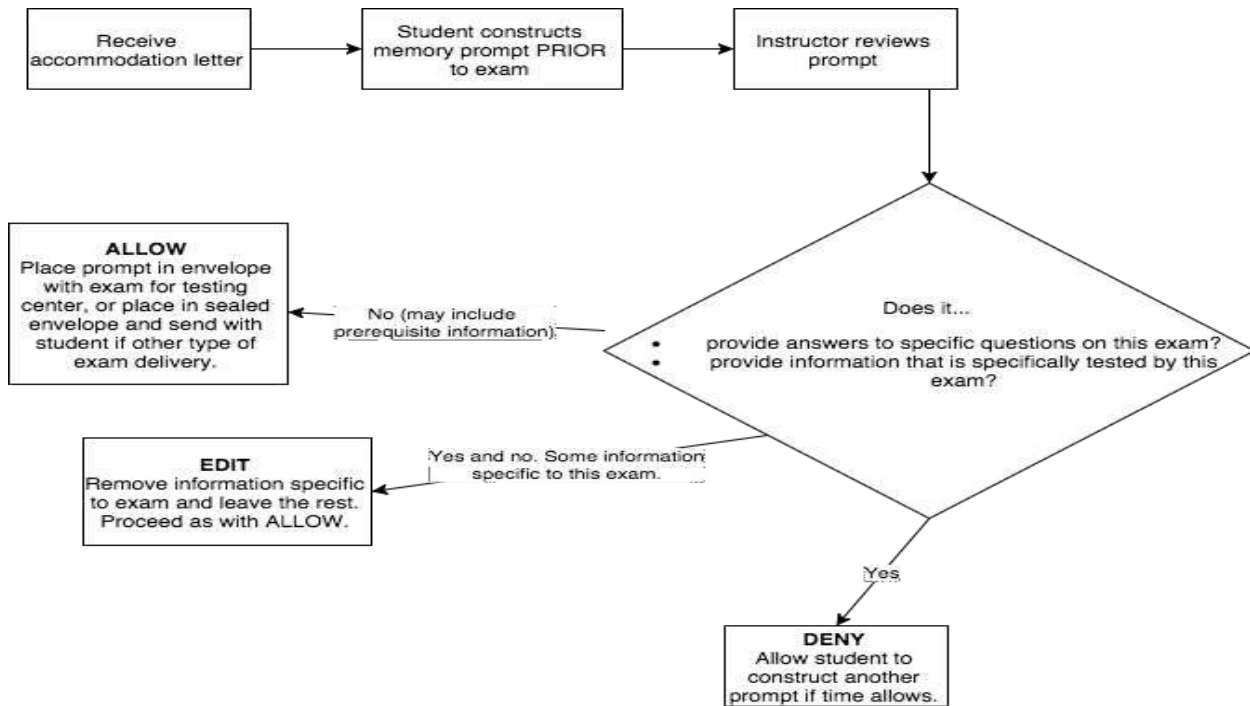 Receive
accommodation letter
Student constructs
memory prompt PRIOR
to exam
Instructor reviews
prompt
Does it...
• provide answers to specific questions on this exam?
• provide information that is specifically tested by this
exam?
No (may include
prerequisite information)
ALLOW
Place prompt in envelope
with exam for testing
center, or place in sealed
envelope and send with
student if other type of
exam delivery.
Yes and no. Some information
specific to this exam.
EDIT
Remove information specific
to exam and leave the rest.
Proceed as with ALLOW.
Yes
DENY
Allow student to
construct another
prompt if time allows.